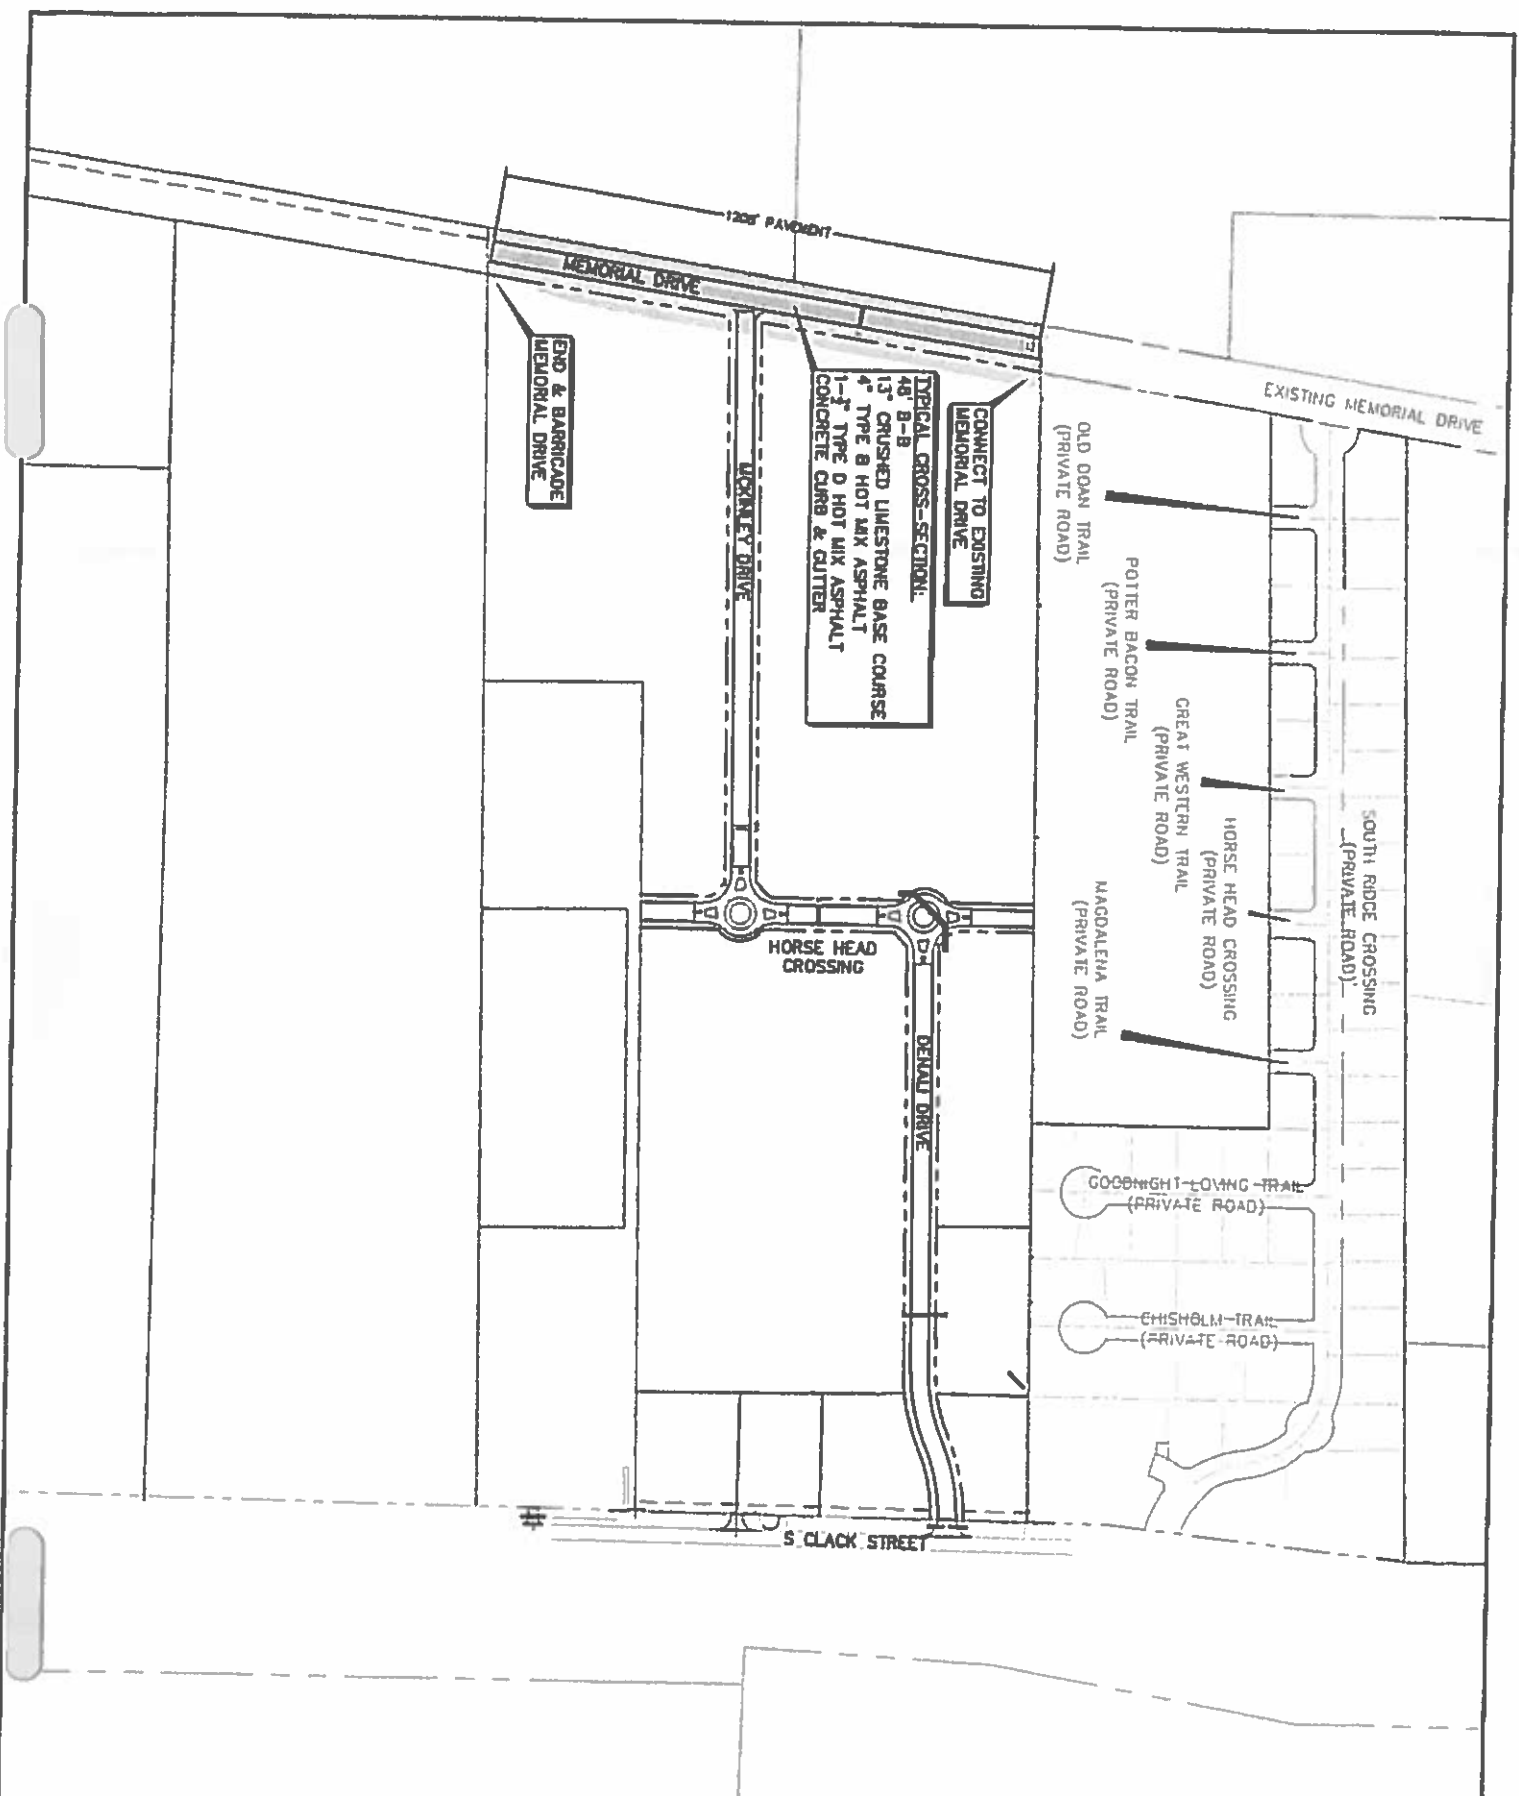 1208' PAVEMENT
MEMORIAL DRIVE
END & BARRICADE
MEMORIAL DRIVE
MCKINLEY DRIVE
TYPICAL CROSS-SECTION:
48' B-B
13" CRUSHED LIMESTONE BASE COURSE
4" TYPE B HOT MIX ASPHALT
1-½" TYPE D HOT MIX ASPHALT
CONCRETE CURB & GUTTER
CONNECT TO EXISTING
MEMORIAL DRIVE
EXISTING MEMORIAL DRIVE
OLD DOAN TRAIL
(PRIVATE ROAD)
POTTER BACON TRAIL
(PRIVATE ROAD)
GREAT WESTERN TRAIL
(PRIVATE ROAD)
HORSE HEAD CROSSING
(PRIVATE ROAD)
MAGDALENA TRAIL
(PRIVATE ROAD)
SOUTH RIDGE CROSSING
(PRIVATE ROAD)
HORSE HEAD
CROSSING
DENALI DRIVE
GOODNIGHT-LOVING TRAIL
(PRIVATE ROAD)
CHISHOLM TRAIL
(PRIVATE ROAD)
S CLACK STREET